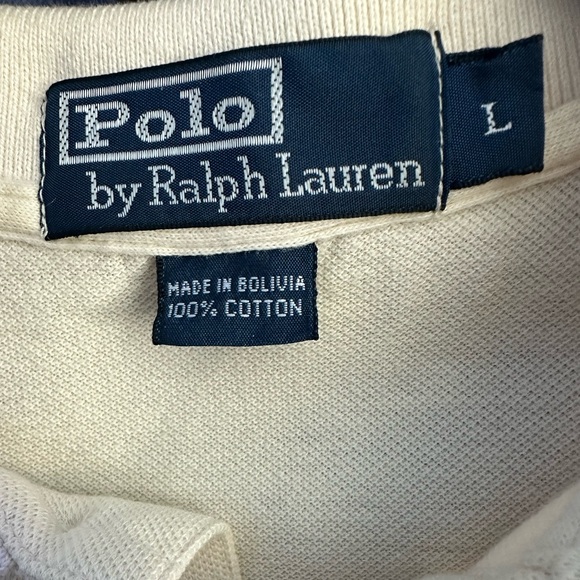 Polo
by Ralph Lauren
L
MADE IN BOLIVIA
100% COTTON